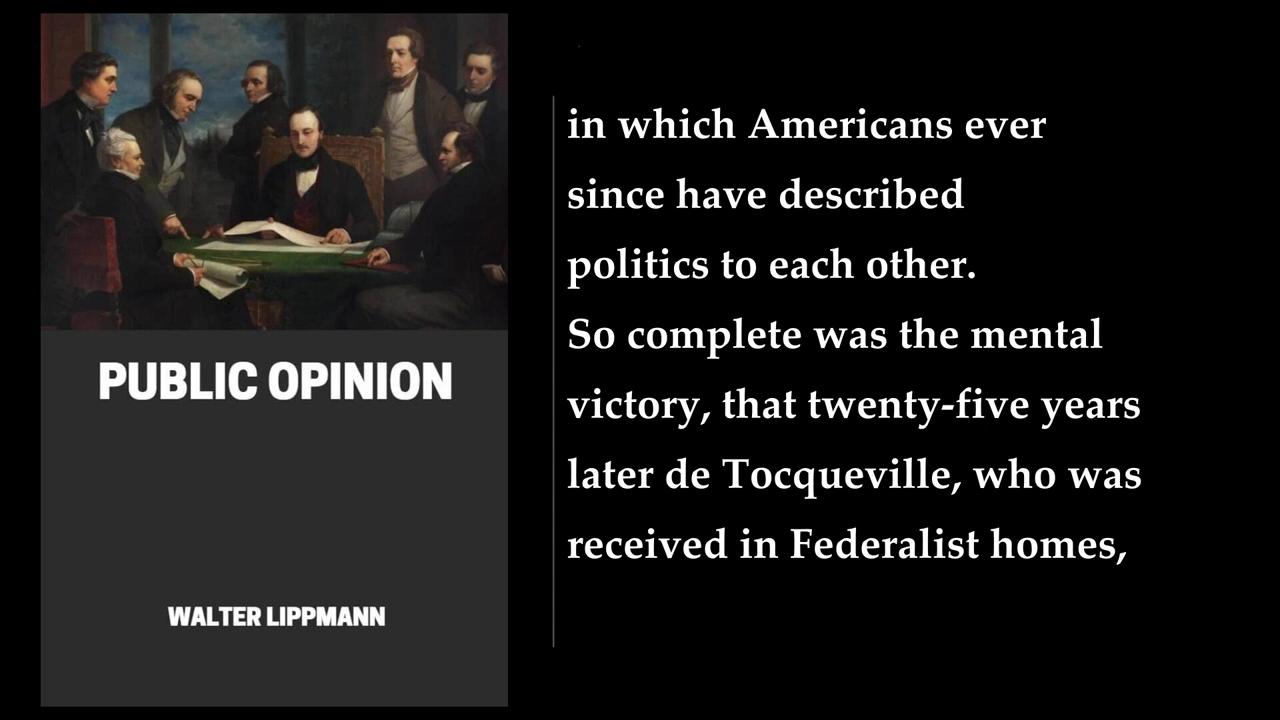 PUBLIC OPINION
WALTER LIPPMANN
in which Americans ever
since have described
politics to each other.
So complete was the mental
victory, that twenty-five years
later de Tocqueville, who was
received in Federalist homes,